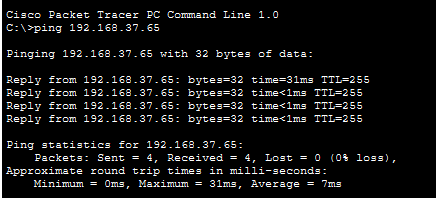 Cisco Packet Tracer PC Command Line 1.0
C:\>ping 192.168.37.65
Pinging 192.168.37.65 with 32 bytes of data:
Reply from 192.168.37.65: bytes=32 time=31ms TTL=255
Reply from 192.168.37.65: bytes=32 time<1ms TTL=255
Reply from 192.168.37.65: bytes=32 time<1ms TTL=255
Reply from 192.168.37.65: bytes=32 time<1ms TTL=255
Ping statistics for 192.168.37.65:
Packets: Sent = 4, Received = 4, Lost = 0 (0% loss),
Approximate round trip times in milli-seconds:
Minimum = 0ms, Maximum = 31ms, Average = 7ms